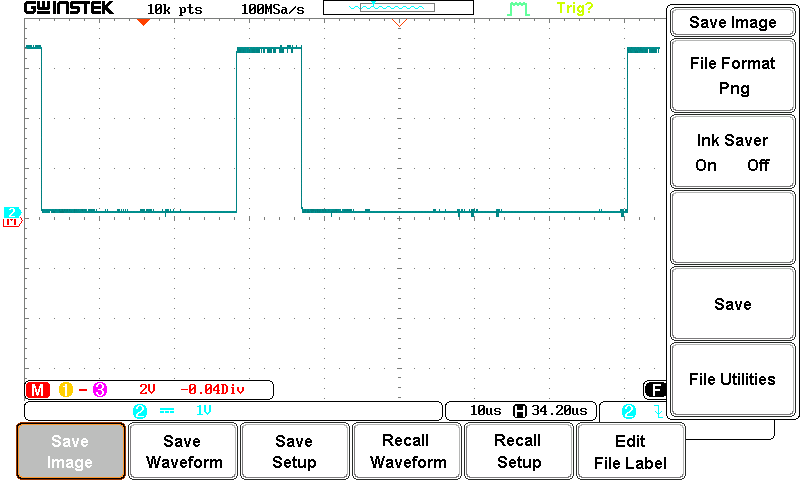 GWINSTEK 10k pts 100MSa/s Trig?
Save Image
File Format
Png
Ink Saver
On Off
2
M
Save
File Utilities
M 1 - 3 2V -0.04Div
F
2 1V 10us H 34.20us 2
Save Image
Save Waveform
Save Setup
Recall Waveform
Recall Setup
Edit File Label